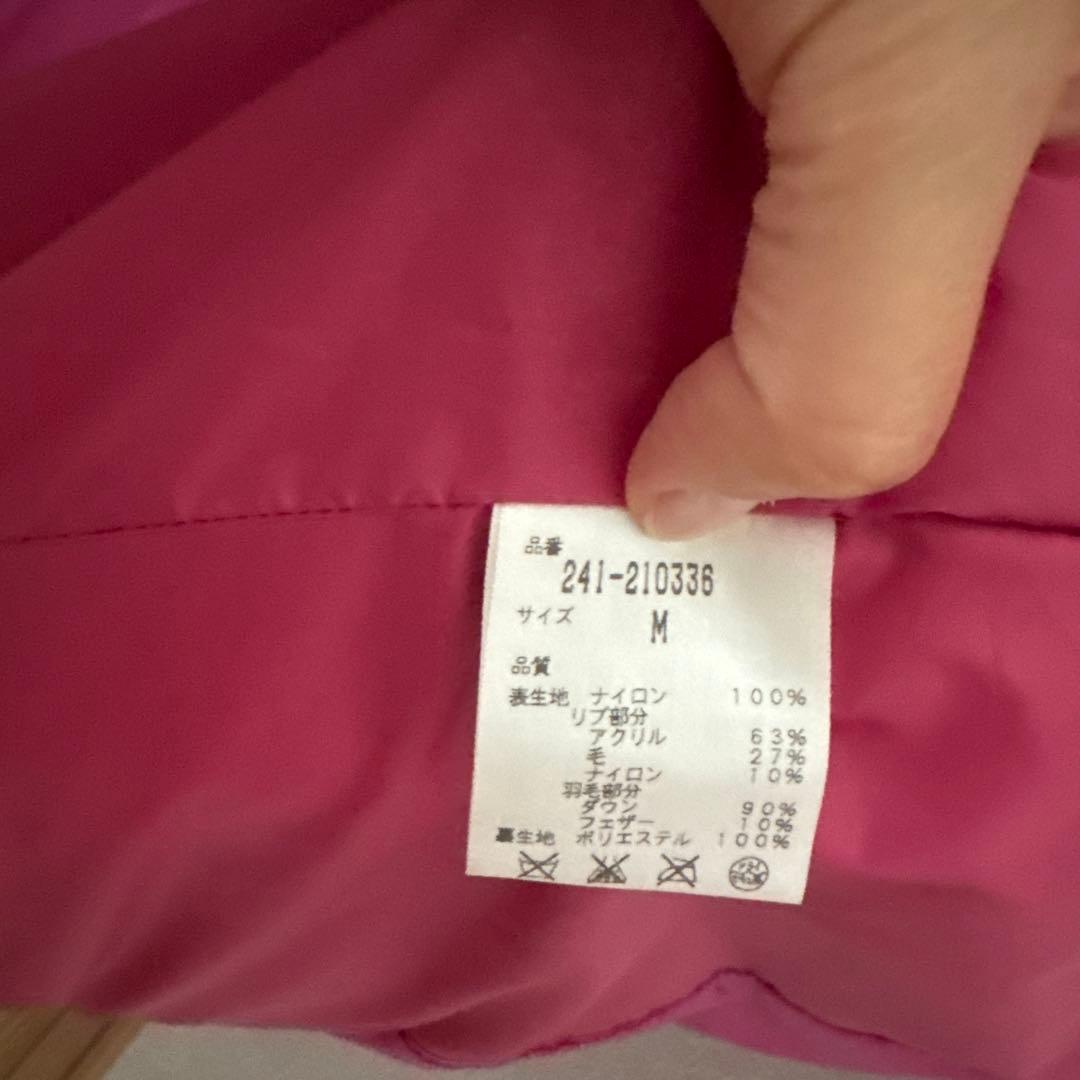 品番
241-210336
サイズ M
品質
表生地 ナイロン 100%
リブ部分
アクリル 63%
毛 27%
ナイロン 10%
羽毛部分
ダウン 90%
フェザー 10%
裏生地 ポリエステル 100%